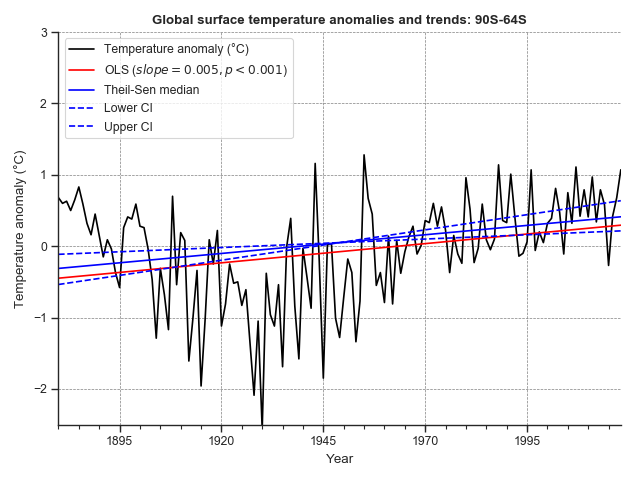 Global surface temperature anomalies and trends: 90S-64S
Temperature anomaly (°C)
OLS (slope = 0.005, p < 0.001)
Theil-Sen median
Lower CI
Upper CI
Temperature anomaly (°C)
3
2
1
0
−1
−2
1895 1920 1945 1970 1995
Year